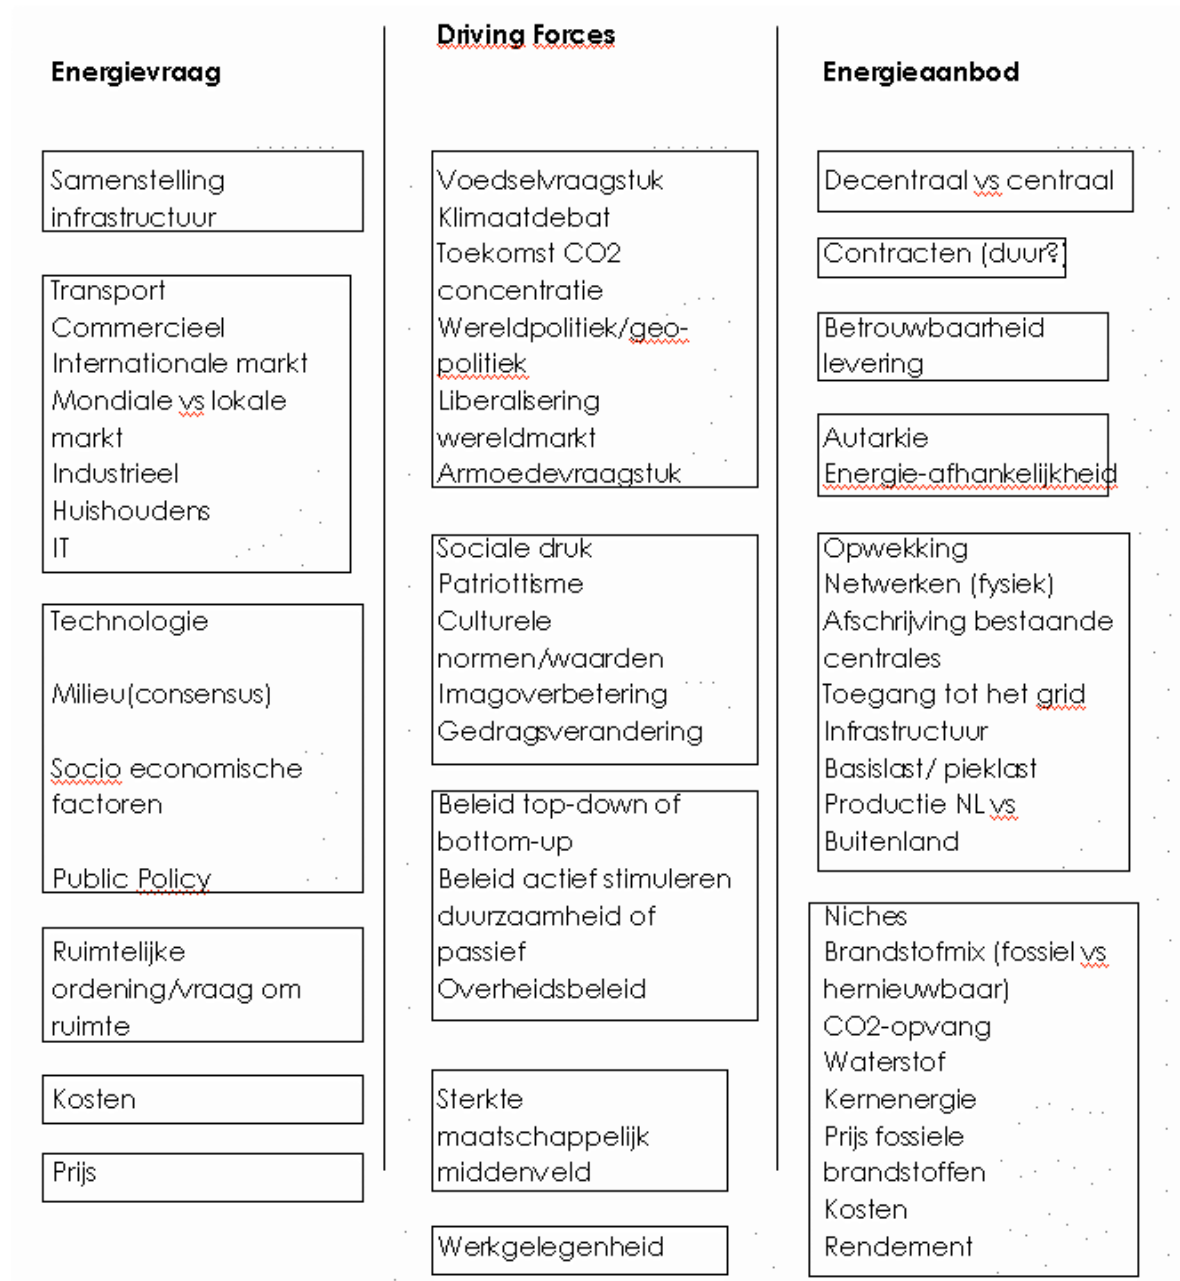 Energievraag
Samenstelling
infrastructuur
Transport
Commercieel
Internationale markt
Mondiale vs lokale
markt
Industrieel
Huishoudens
IT
Technologie
Milieu(consensus)
Socio economische
factoren
Public Policy
Ruimtelijke
ordening/vraag om
ruimte
Kosten
Prijs
Driving Forces
Voedselvraagstuk
Klimaatdebat
Toekomst CO2
concentratie
Wereldpolitiek/geo-
politiek
Liberalisering
wereldmarkt
Armoedevraagstuk
Sociale druk
Patriottisme
Culturele
normen/waarden
Imagoverbetering
Gedragsverandering
Beleid top-down of
bottom-up
Beleid actief stimuleren
duurzaamheid of
passief
Overheidsbeleid
Sterkte
maatschappelijk
middenveld
Werkgelegenheid
Energieaanbod
Decentraal vs centraal
Contracten (duur?)
Betrouwbaarheid
levering
Autarkie
Energie-afhankelijkheid
Opwekking
Netwerken (fysiek)
Afschrijving bestaande
centrales
Toegang tot het grid
Infrastructuur
Basislast/ pieklast
Productie NL vs
Buitenland
Niches
Brandstofmix (fossiel vs
hernieuwbaar)
CO2-opvang
Waterstof
Kernenergie
Prijs fossiele
brandstoffen
Kosten
Rendement